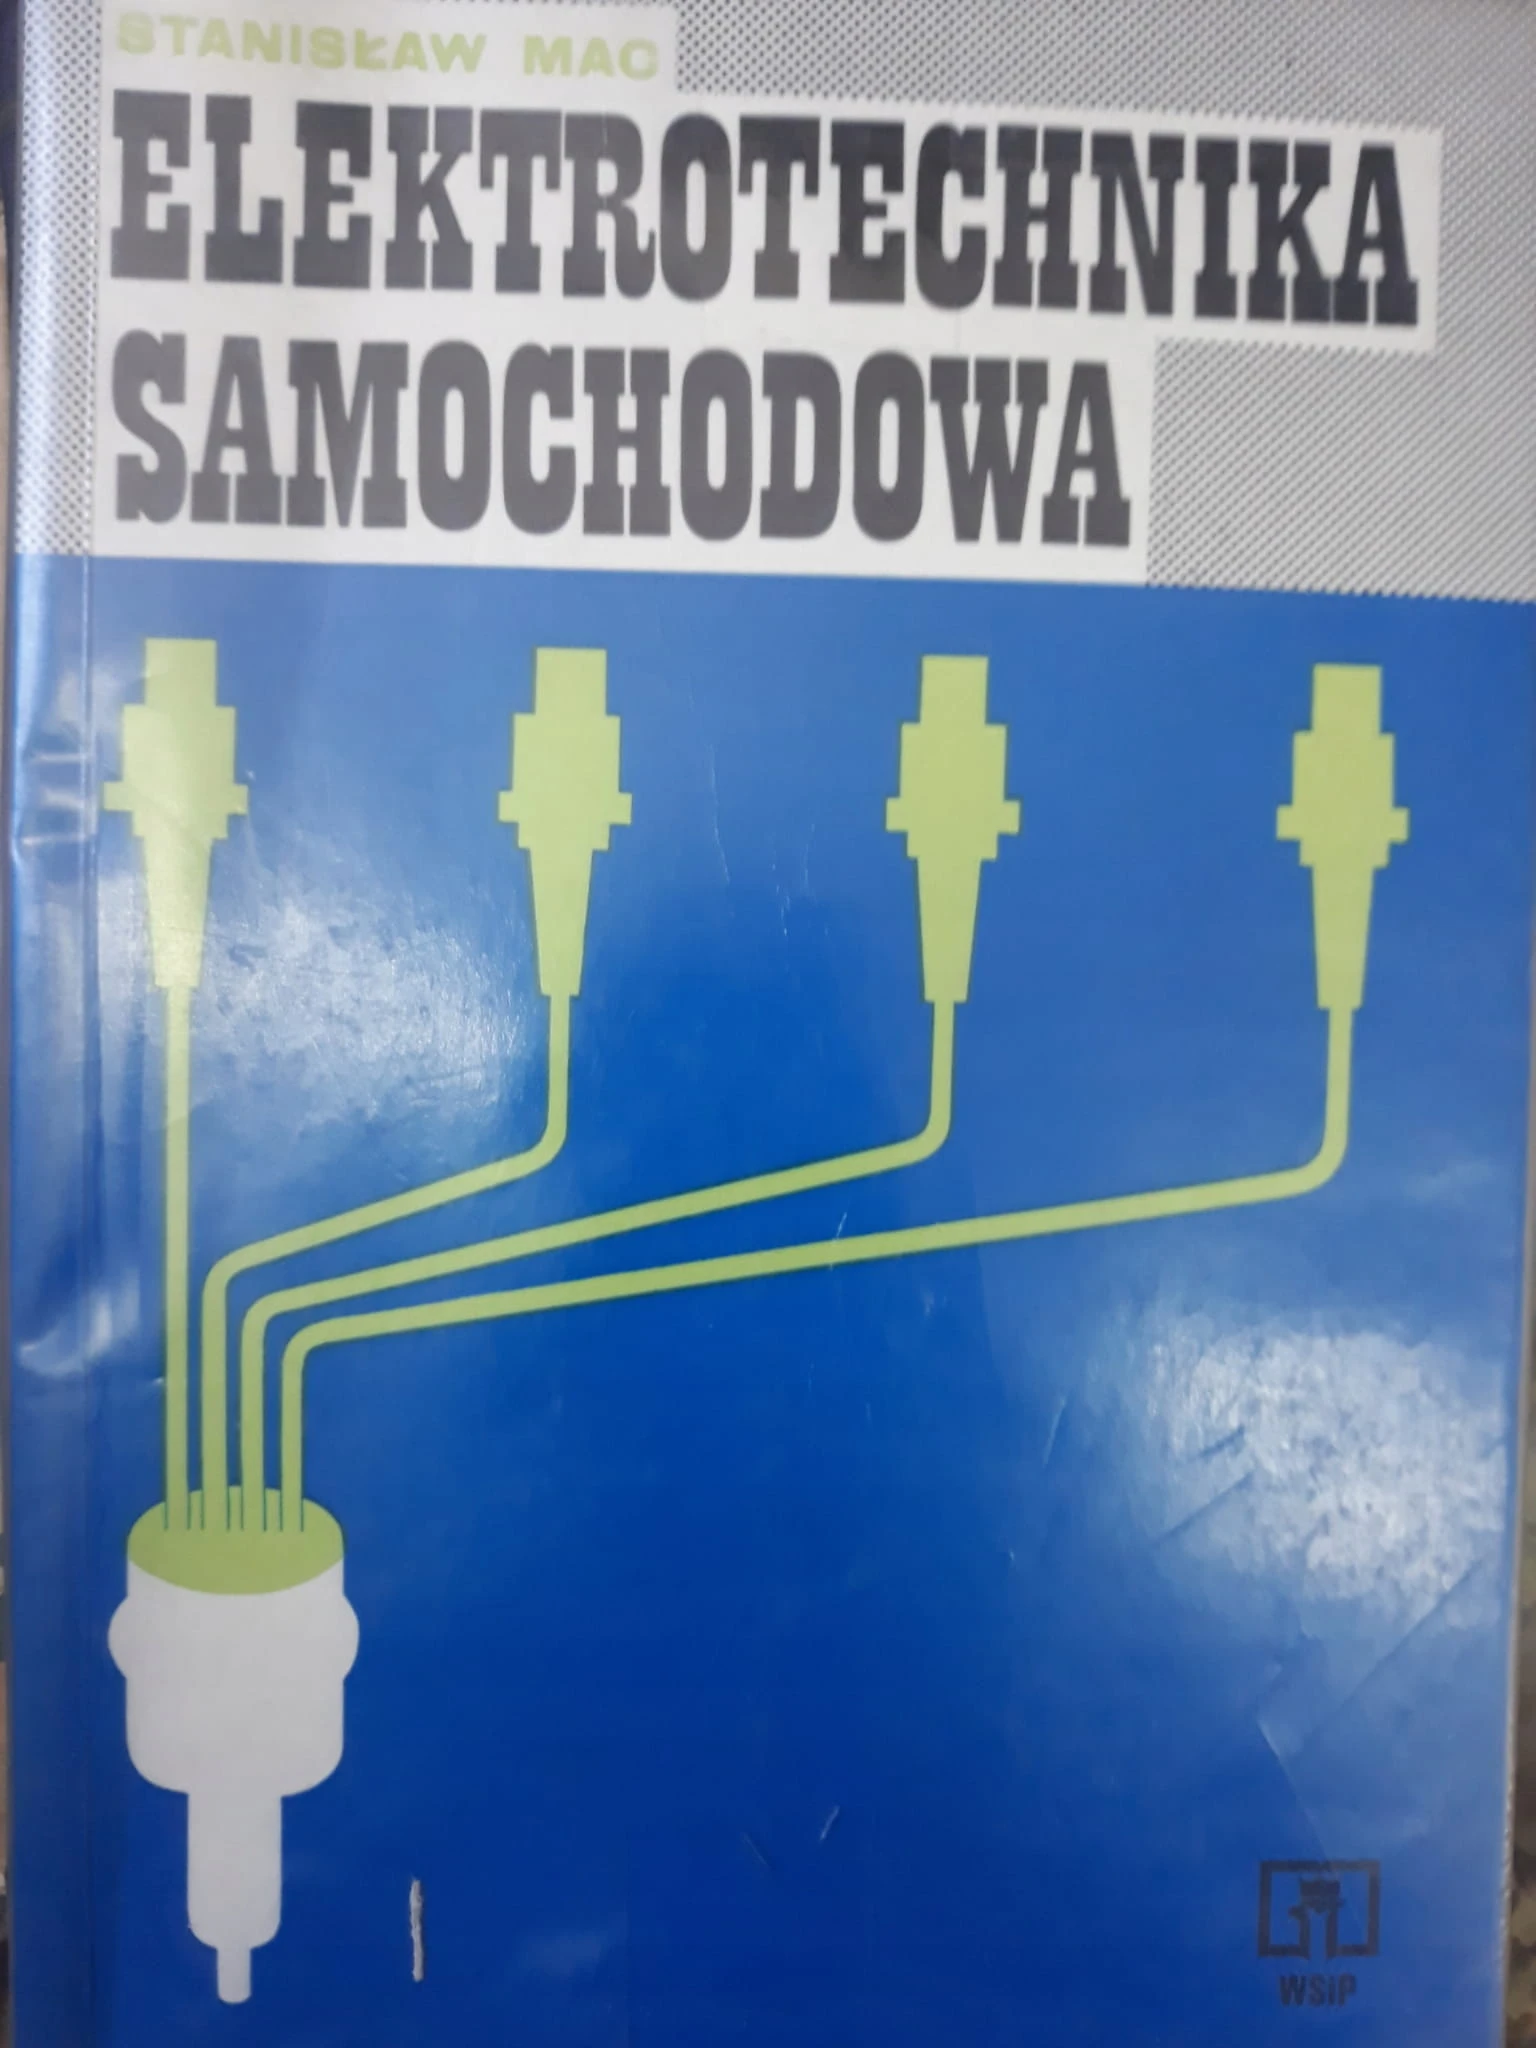 STANISŁAW MAC
ELEKTROTECHNIKA
SAMOCHODOWA
WSiP